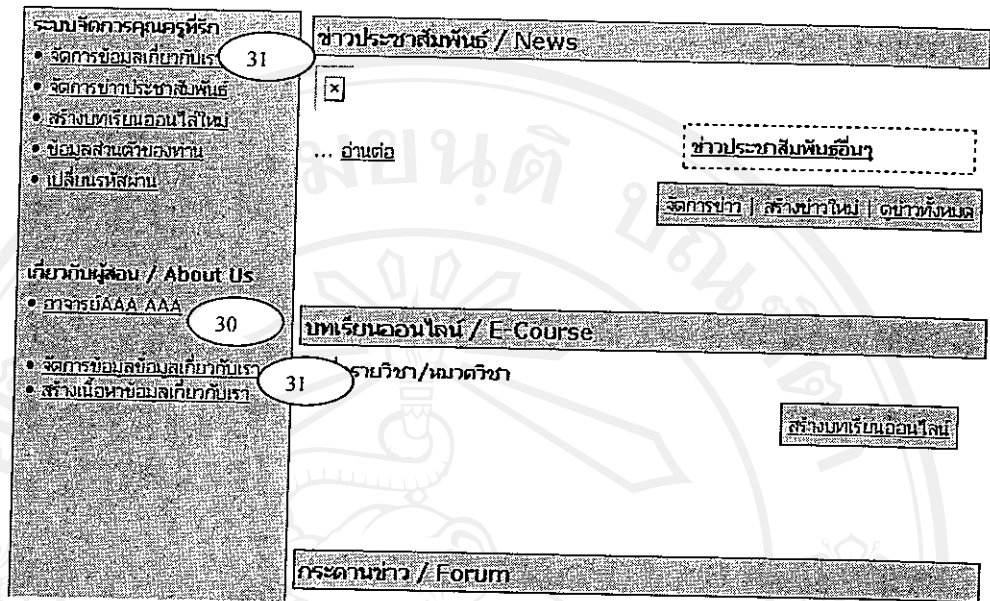 ระบบจัดการคุณครูที่รัก
• จัดการข้อมูลเกี่ยวกับเรา
31
• จัดการข่าวประชาสัมพันธ์
• สร้างบทเรียนออนไลน์ใหม่
• ข้อมูลส่วนตัวของท่าน
• เปลี่ยนรหัสผ่าน
เกี่ยวกับผู้สอน / About Us
• อาจารย์AAA AAA
30
• จัดการข้อมูลข้อมูลเกี่ยวกับเรา
31
• สร้างเนื้อหาข้อมูลเกี่ยวกับเรา
ข่าวประชาสัมพันธ์ / News
... อ่านต่อ
ข่าวประชาสัมพันธ์อื่นๆ
จัดการข่าว | สร้างข่าวใหม่ | ดูข่าวทั้งหมด
บทเรียนออนไลน์ / E-Course
รายวิชา/หมวดวิชา
สร้างบทเรียนออนไลน์
กระดานข่าว / Forum